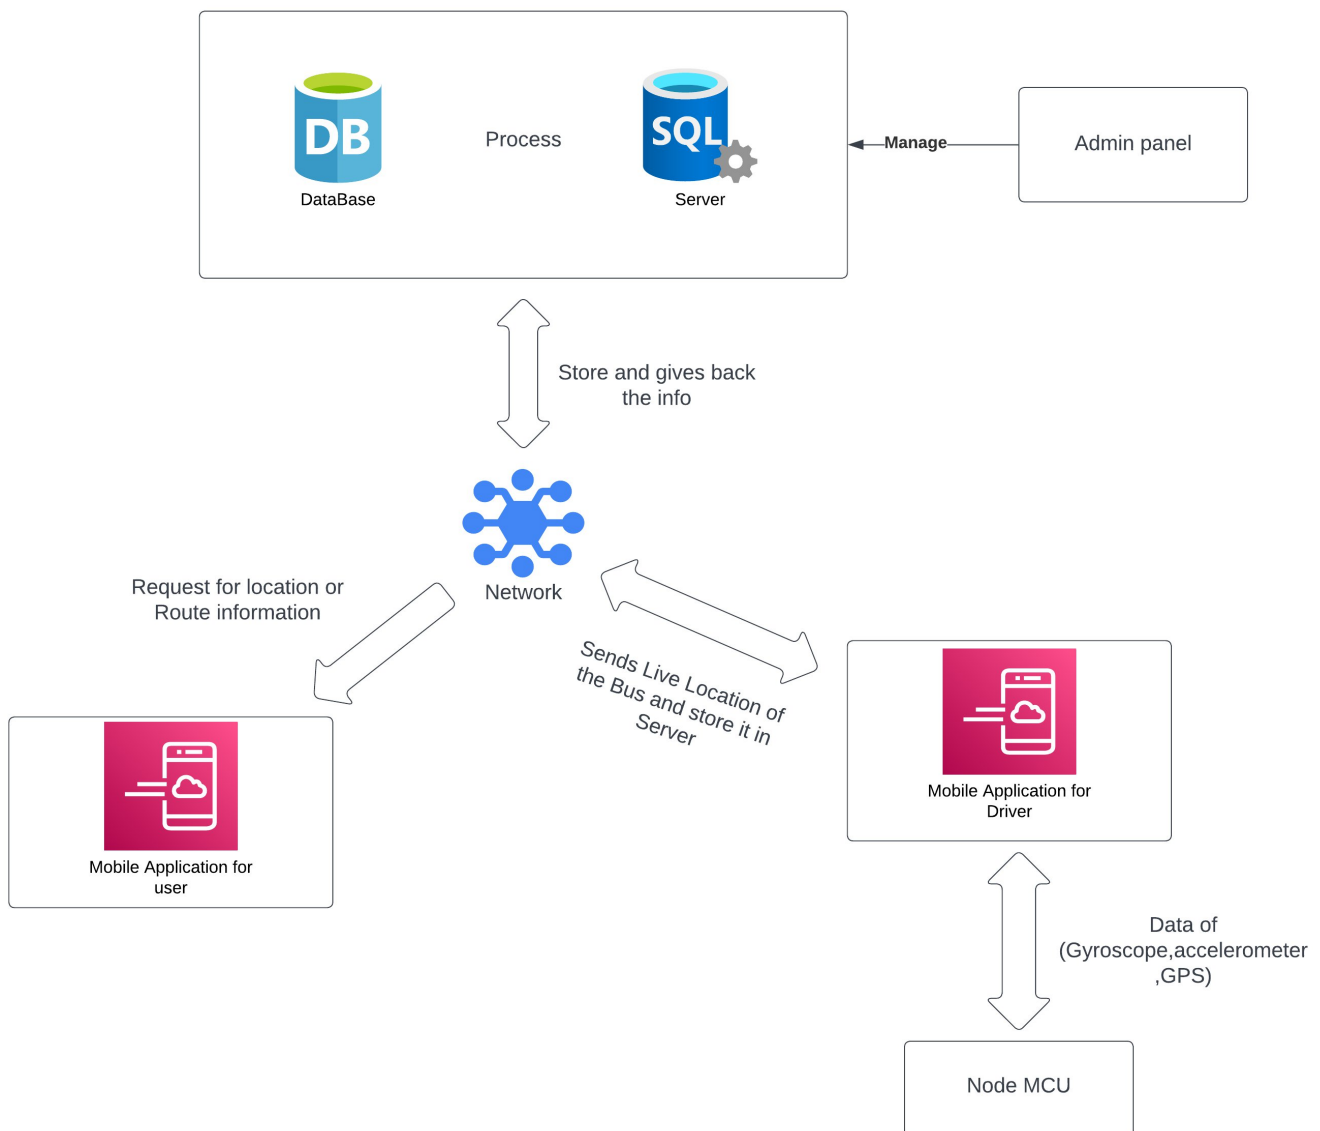 DB
Process
SQL
DataBase
Server
Manage
Admin panel
Store and gives back
the info
Network
Request for location or
Route information
Sends Live Location of
the Bus and store it in
Server
Mobile Application for
user
Mobile Application for
Driver
Data of
(Gyroscope,accelerometer
,GPS)
Node MCU